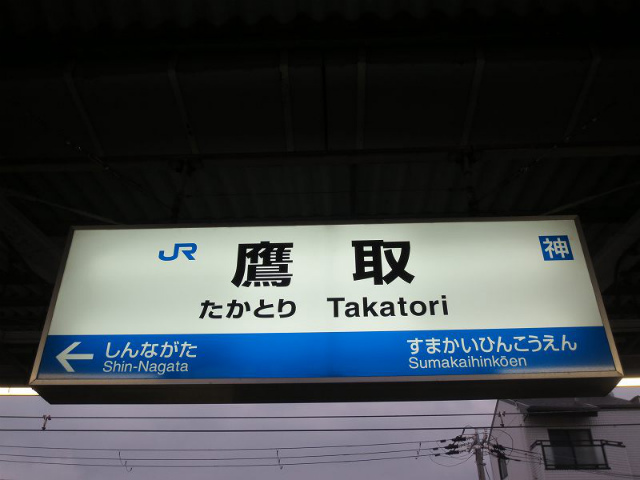 JR 鷹取 神
たかとり Takatori
しんながた すまかいひんこうえん
Shin-Nagata Sumakaihinkōen